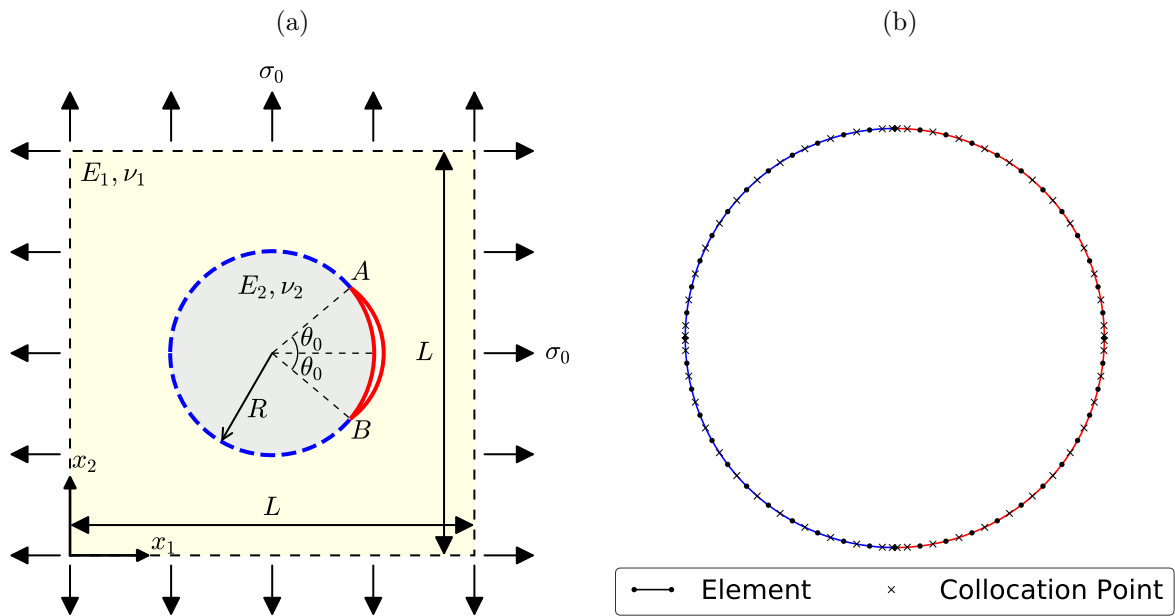 (a)
(b)
σ₀
E₁, ν₁
A
E₂, ν₂
θ₀
L
σ₀
θ₀
R
B
x₂
L
x₁
Element
Collocation Point